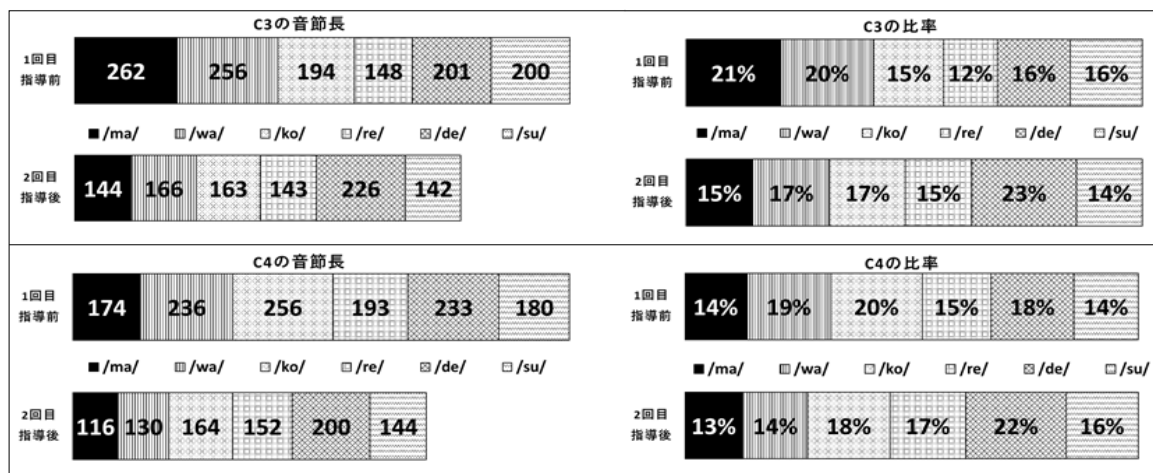 C3の音節長
1回目
指導前
262 256 194 148 201 200
/ma/ /wa/ /ko/ /re/ /de/ /su/
2回目
指導後
144 166 163 143 226 142
C3の比率
1回目
指導前
21% 20% 15% 12% 16% 16%
/ma/ /wa/ /ko/ /re/ /de/ /su/
2回目
指導後
15% 17% 17% 15% 23% 14%
C4の音節長
1回目
指導前
174 236 256 193 233 180
/ma/ /wa/ /ko/ /re/ /de/ /su/
2回目
指導後
116 130 164 152 200 144
C4の比率
1回目
指導前
14% 19% 20% 15% 18% 14%
/ma/ /wa/ /ko/ /re/ /de/ /su/
2回目
指導後
13% 14% 18% 17% 22% 16%